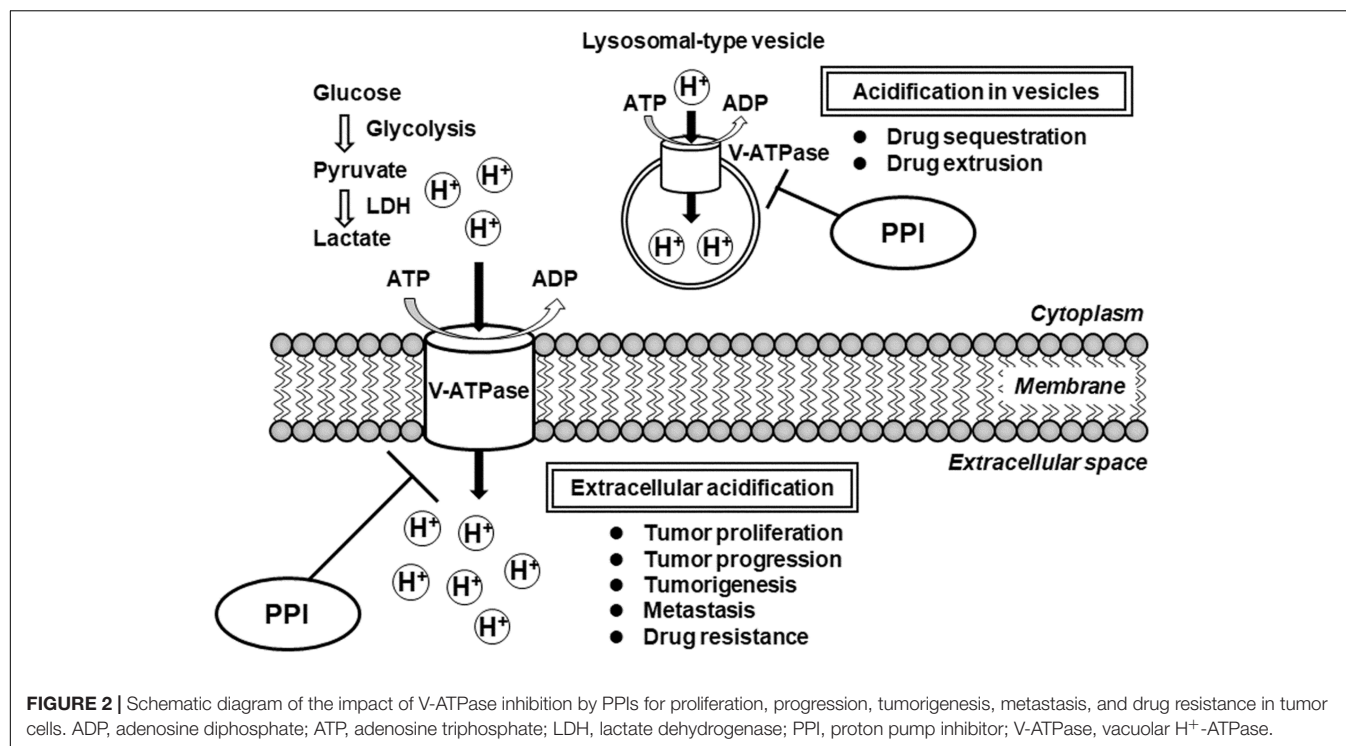 Lysosomal-type vesicle
H+
ATP
ADP
V-ATPase
H+ H+
Acidification in vesicles
● Drug sequestration
● Drug extrusion
PPI
Glucose
Glycolysis
Pyruvate
LDH
Lactate
H+ H+
H+
ATP
ADP
V-ATPase
Cytoplasm
Membrane
Extracellular space
Extracellular acidification
● Tumor proliferation
● Tumor progression
● Tumorigenesis
● Metastasis
● Drug resistance
H+ H+
H+ H+ H+
H+
PPI
FIGURE 2 | Schematic diagram of the impact of V-ATPase inhibition by PPIs for proliferation, progression, tumorigenesis, metastasis, and drug resistance in tumor
cells. ADP, adenosine diphosphate; ATP, adenosine triphosphate; LDH, lactate dehydrogenase; PPI, proton pump inhibitor; V-ATPase, vacuolar H+-ATPase.